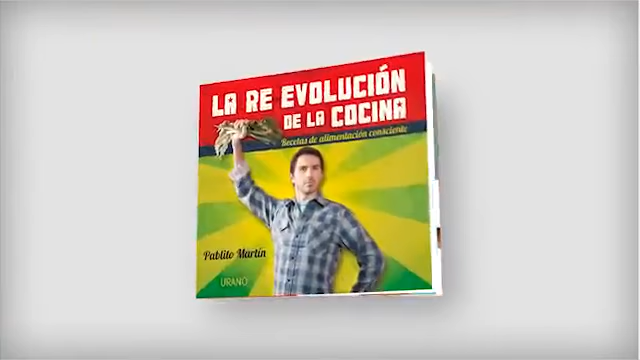 LA RE EVOLUCIÓN
DE LA COCINA
Recetas de alimentación consciente
Pablito Martín
URANO